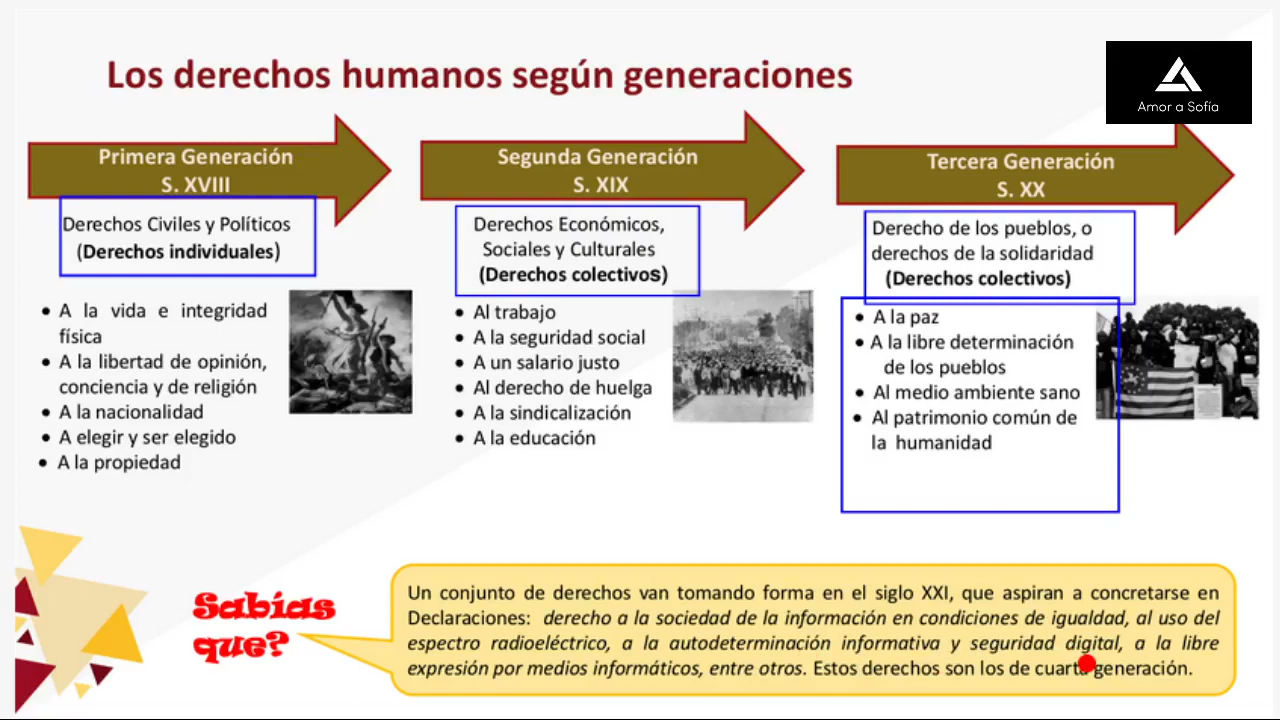 Los derechos humanos según generaciones
Amor a Sofía
Primera Generación
S. XVIII
Derechos Civiles y Políticos
(Derechos individuales)
• A la vida e integridad
física
• A la libertad de opinión,
conciencia y de religión
• A la nacionalidad
• A elegir y ser elegido
• A la propiedad
Segunda Generación
S. XIX
Derechos Económicos,
Sociales y Culturales
(Derechos colectivos)
• Al trabajo
• A la seguridad social
• A un salario justo
• Al derecho de huelga
• A la sindicalización
• A la educación
Tercera Generación
S. XX
Derecho de los pueblos, o
derechos de la solidaridad
(Derechos colectivos)
• A la paz
• A la libre determinación
de los pueblos
• Al medio ambiente sano
• Al patrimonio común de
la humanidad
Sabías
que?
Un conjunto de derechos van tomando forma en el siglo XXI, que aspiran a concretarse en
Declaraciones: derecho a la sociedad de la información en condiciones de igualdad, al uso del
espectro radioeléctrico, a la autodeterminación informativa y seguridad digital, a la libre
expresión por medios informáticos, entre otros. Estos derechos son los de cuarta generación.